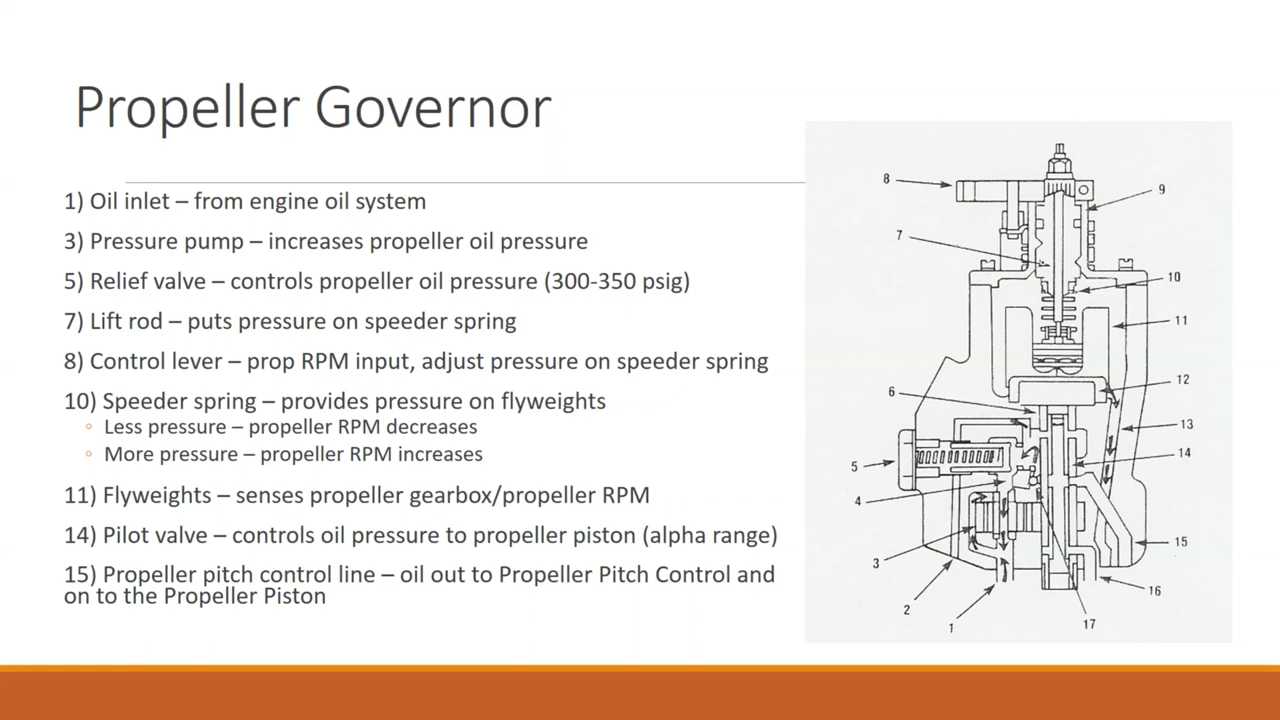 Propeller Governor
1) Oil inlet – from engine oil system
3) Pressure pump – increases propeller oil pressure
5) Relief valve – controls propeller oil pressure (300-350 psig)
7) Lift rod – puts pressure on speeder spring
8) Control lever – prop RPM input, adjust pressure on speeder spring
10) Speeder spring – provides pressure on flyweights
◦ Less pressure – propeller RPM decreases
◦ More pressure – propeller RPM increases
11) Flyweights – senses propeller gearbox/propeller RPM
14) Pilot valve – controls oil pressure to propeller piston (alpha range)
15) Propeller pitch control line – oil out to Propeller Pitch Control and
on to the Propeller Piston
8
9
7
10
11
12
6
13
14
5
4
15
3
16
2
17
1